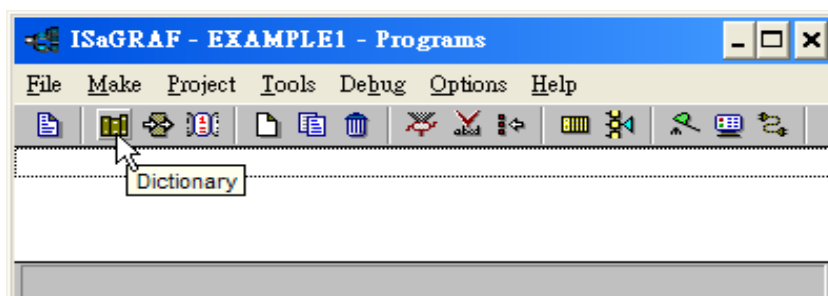 ISaGRAF - EXAMPLE1 - Programs
File Make Project Tools Debug Options Help
Dictionary